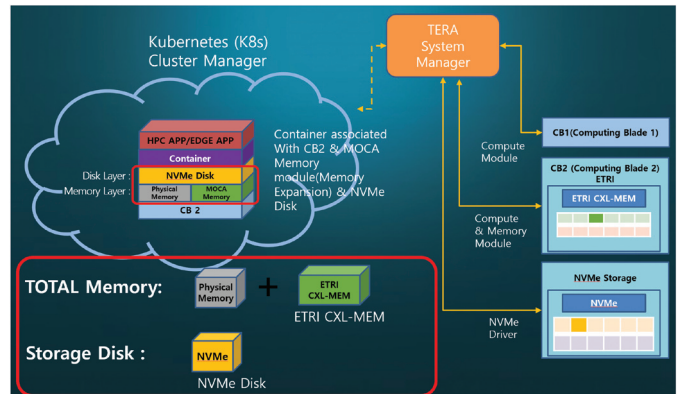 Kubernetes (K8s)
Cluster Manager
TERA
System
Manager
HPC APP/EDGE APP
Container
Disk Layer :
NVMe Disk
Memory Layer :
Physical
Memory
MOCA
Memory
CB 2
Container associated
With CB2 & MOCA
Memory
module(Memory
Expansion) & NVMe
Disk
Compute
Module
CB1(Computing Blade 1)
Compute
& Memory
Module
CB2 (Computing Blade 2)
ETRI
ETRI CXL-MEM
NVMe
Driver
NVMe Storage
NVMe
TOTAL Memory:
Physical
Memory
+
ETRI
CXL-MEM
ETRI CXL-MEM
Storage Disk :
NVMe
NVMe Disk